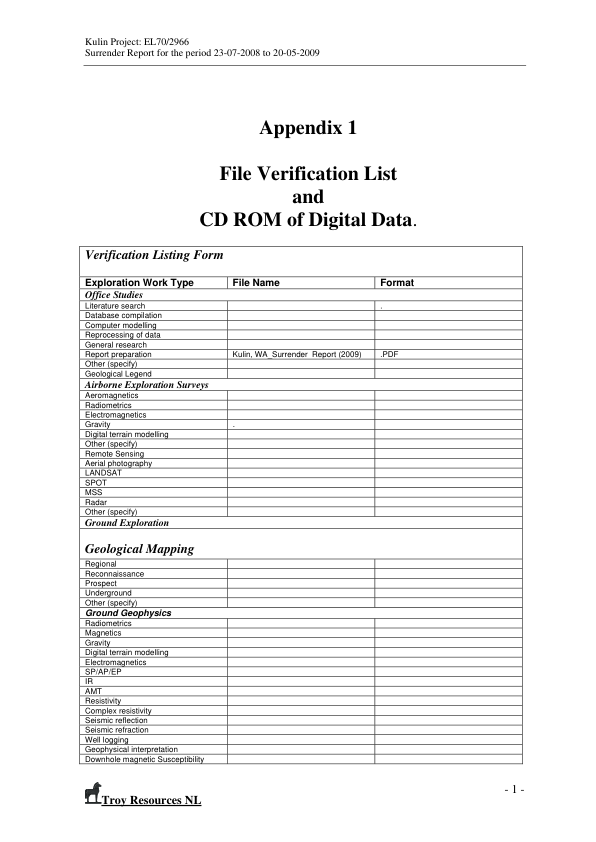 Kulin Project: EL70/2966
Surrender Report for the period 23-07-2008 to 20-05-2009
Appendix 1
File Verification List
and
CD ROM of Digital Data.
Verification Listing Form
Exploration Work Type File Name Format
Office Studies
Literature search .
Database compilation
Computer modelling
Reprocessing of data
General research
Report preparation Kulin, WA_Surrender Report (2009) .PDF
Other (specify)
Geological Legend
Airborne Exploration Surveys
Aeromagnetics
Radiometrics
Electromagnetics
Gravity .
Digital terrain modelling
Other (specify)
Remote Sensing
Aerial photography
LANDSAT
SPOT
MSS
Radar
Other (specify)
Ground Exploration
Geological Mapping
Regional
Reconnaissance
Prospect
Underground
Other (specify)
Ground Geophysics
Radiometrics
Magnetics
Gravity
Digital terrain modelling
Electromagnetics
SP/AP/EP
IR
AMT
Resistivity
Complex resistivity
Seismic reflection
Seismic refraction
Well logging
Geophysical interpretation
Downhole magnetic Susceptibility
- 1 -
Troy Resources NL